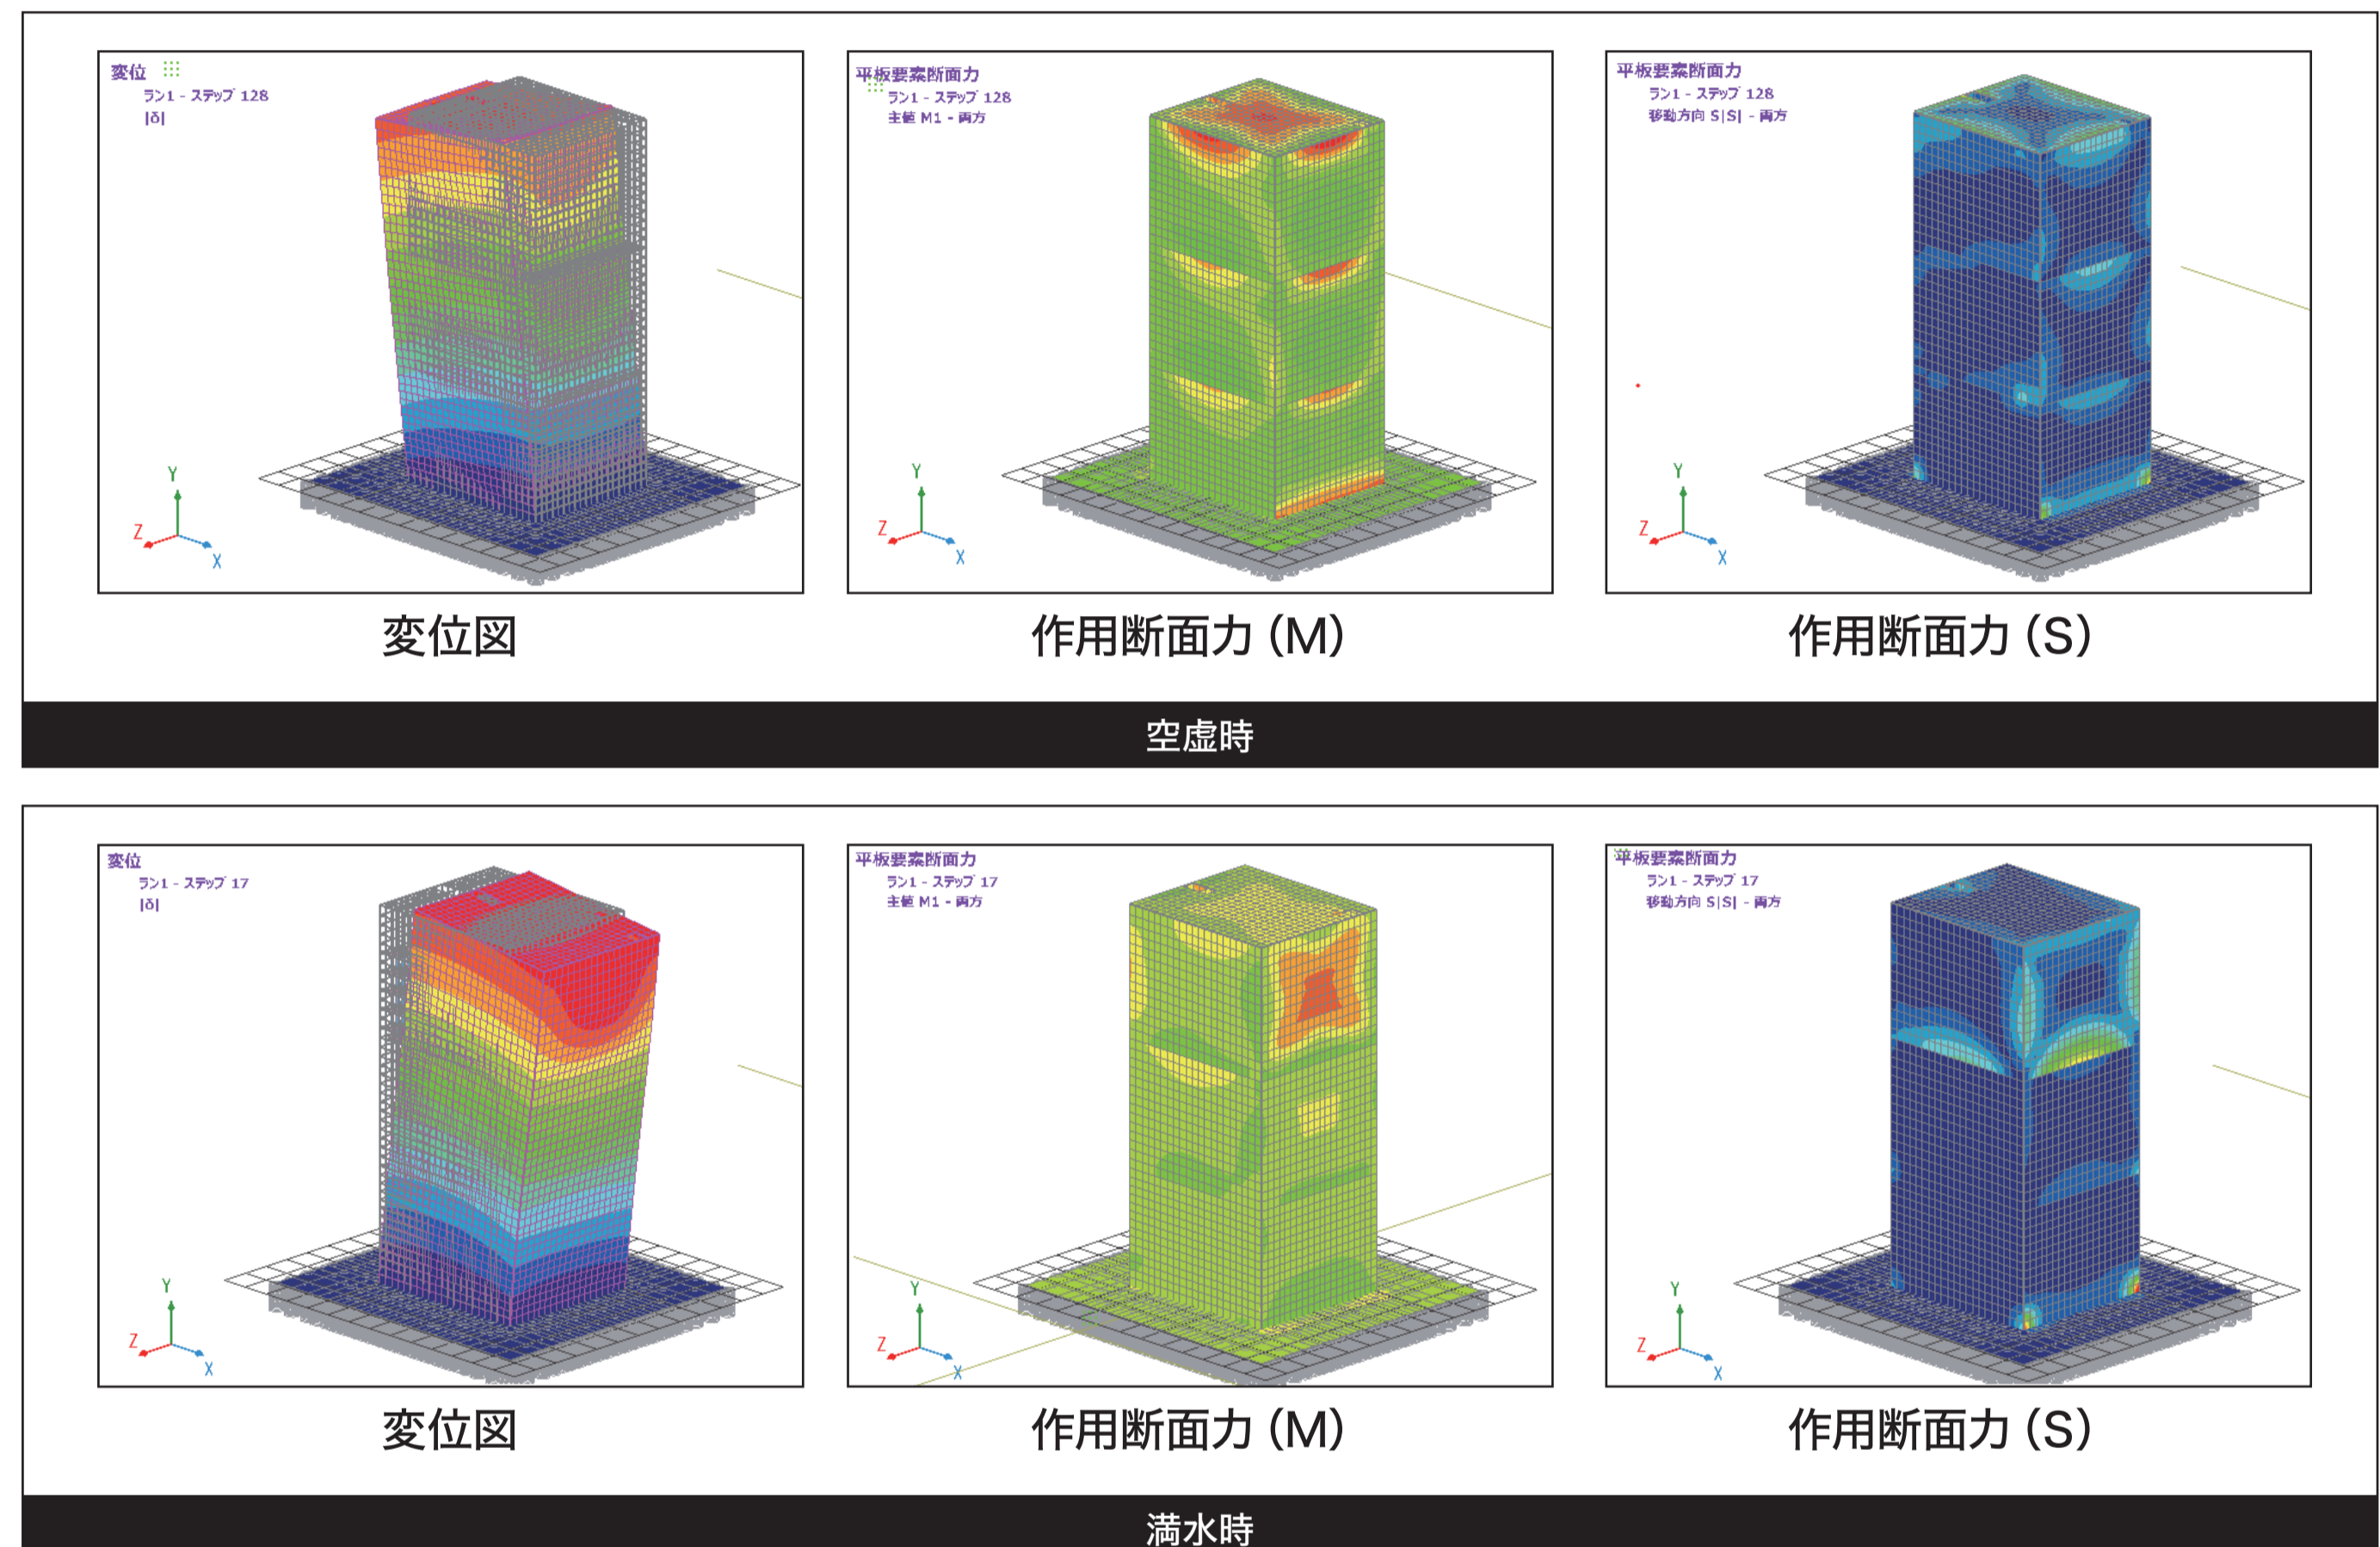 変位
ラン1 - ステップ 128
|δ|
Y
Z
X
変位図
平板要素断面力
ラン1 - ステップ 128
主値 M1 - 両方
Y
Z
X
作用断面力（M）
平板要素断面力
ラン1 - ステップ 128
移動方向 S|S| - 両方
Y
Z
X
作用断面力（S）
空虚時
変位
ラン1 - ステップ 17
|δ|
Y
Z
X
変位図
平板要素断面力
ラン1 - ステップ 17
主値 M1 - 両方
Y
Z
X
作用断面力（M）
平板要素断面力
ラン1 - ステップ 17
移動方向 S|S| - 両方
Y
Z
X
作用断面力（S）
満水時